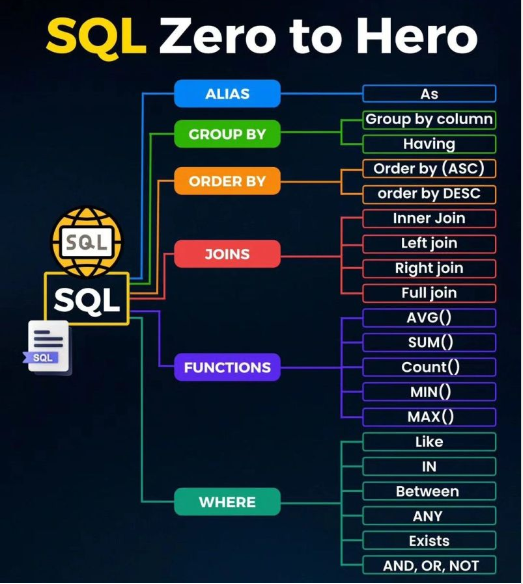 SQL Zero to Hero
ALIAS
As
GROUP BY
Group by column
Having
ORDER BY
Order by (ASC)
order by DESC
JOINS
Inner Join
Left join
Right join
Full join
SQL
SQL
SQL
FUNCTIONS
AVG()
SUM()
Count()
MIN()
MAX()
WHERE
Like
IN
Between
ANY
Exists
AND, OR, NOT